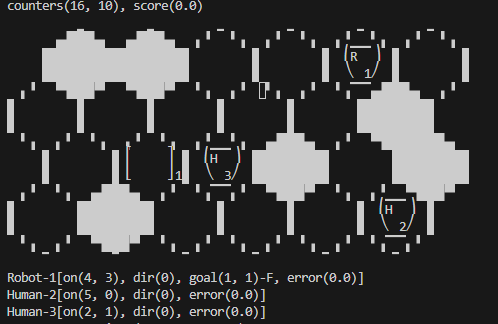 counters(16, 10), score(0.0)
R
1
1
H
3
H
2
Robot-1[on(4, 3), dir(0), goal(1, 1)-F, error(0.0)]
Human-2[on(5, 0), dir(0), error(0.0)]
Human-3[on(2, 1), dir(0), error(0.0)]